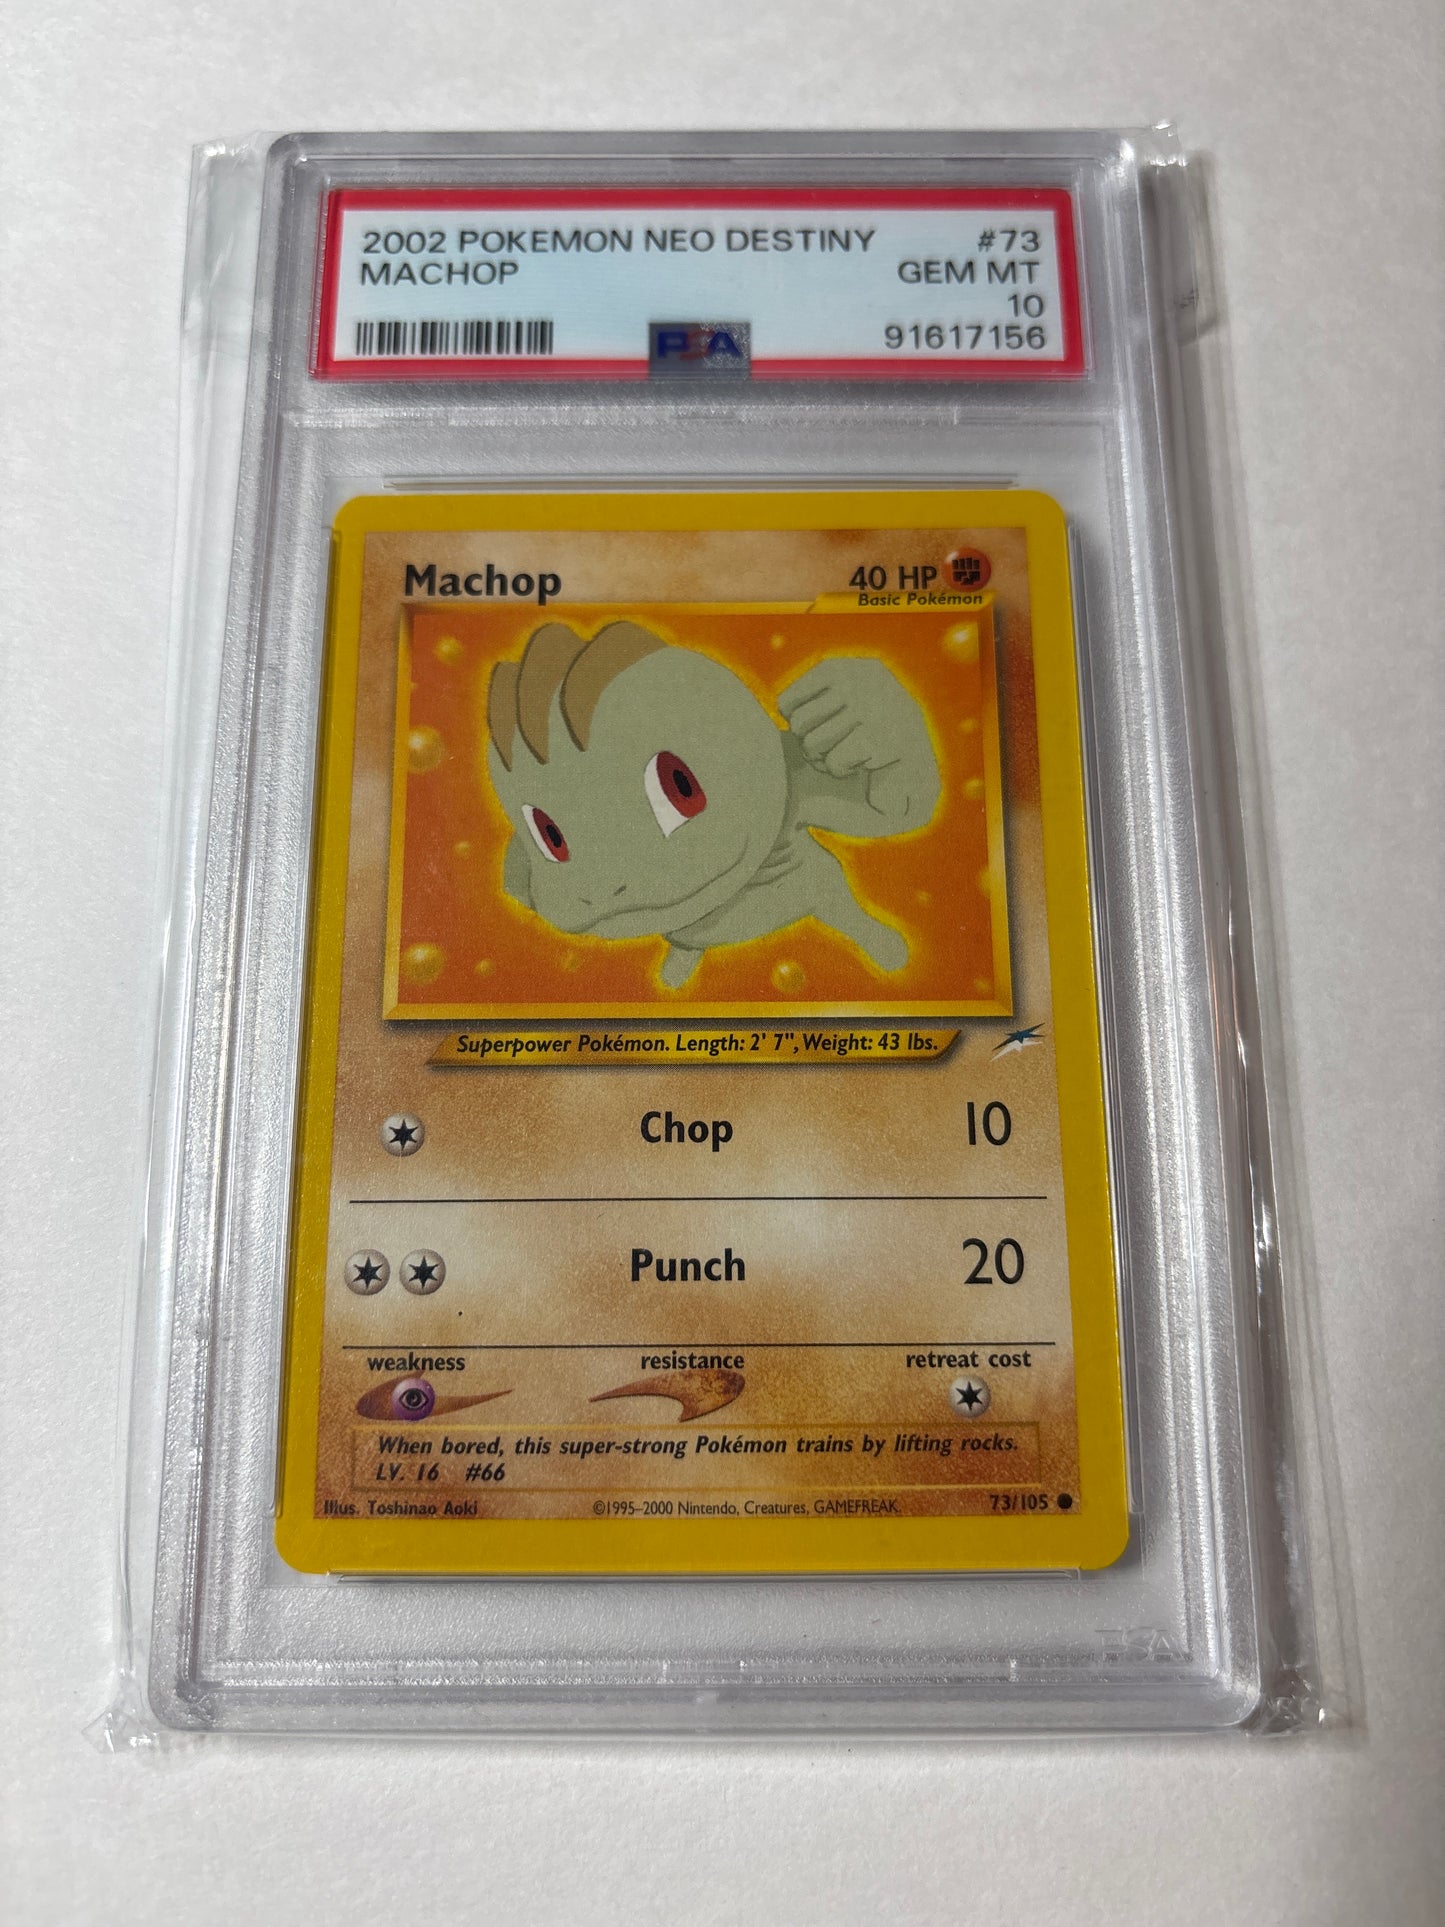 2002 POKEMON NEO DESTINY #73
MACHOP GEM MT
10
PSA 91617156
Machop 40 HP
Basic Pokémon
Superpower Pokémon. Length: 2' 7", Weight: 43 lbs.
Chop 10
Punch 20
weakness resistance retreat cost
When bored, this super-strong Pokémon trains by lifting rocks.
LV. 16 #66
Illus. Toshinao Aoki ©1995–2000 Nintendo, Creatures, GAMEFREAK. 73/105
PSA